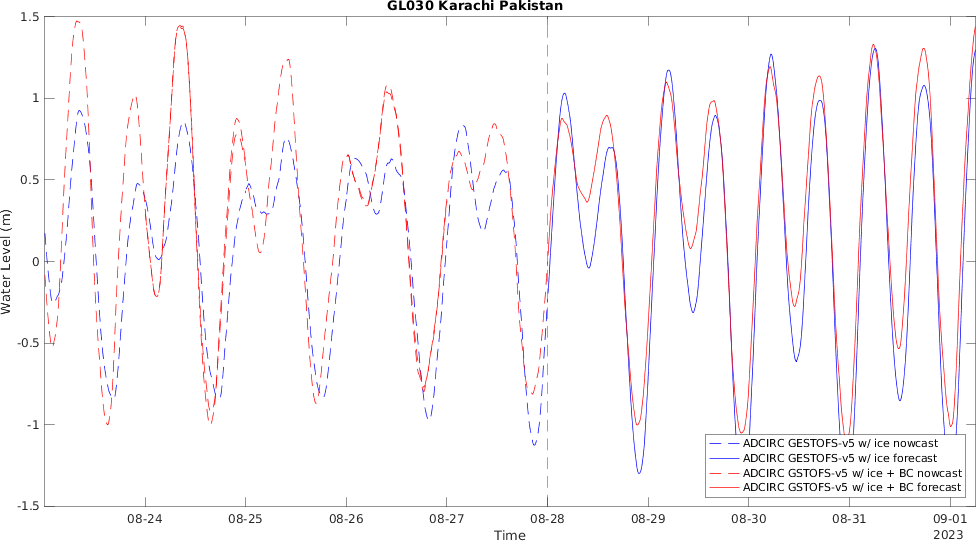 GL030 Karachi Pakistan
Water Level (m)
1.5
1
0.5
0
-0.5
-1
-1.5
ADCIRC GESTOFS-v5 w/ ice nowcast
ADCIRC GESTOFS-v5 w/ ice forecast
ADCIRC GSTOFS-v5 w/ ice + BC nowcast
ADCIRC GSTOFS-v5 w/ ice + BC forecast
08-24 08-25 08-26 08-27 08-28 08-29 08-30 08-31 09-01
2023
Time